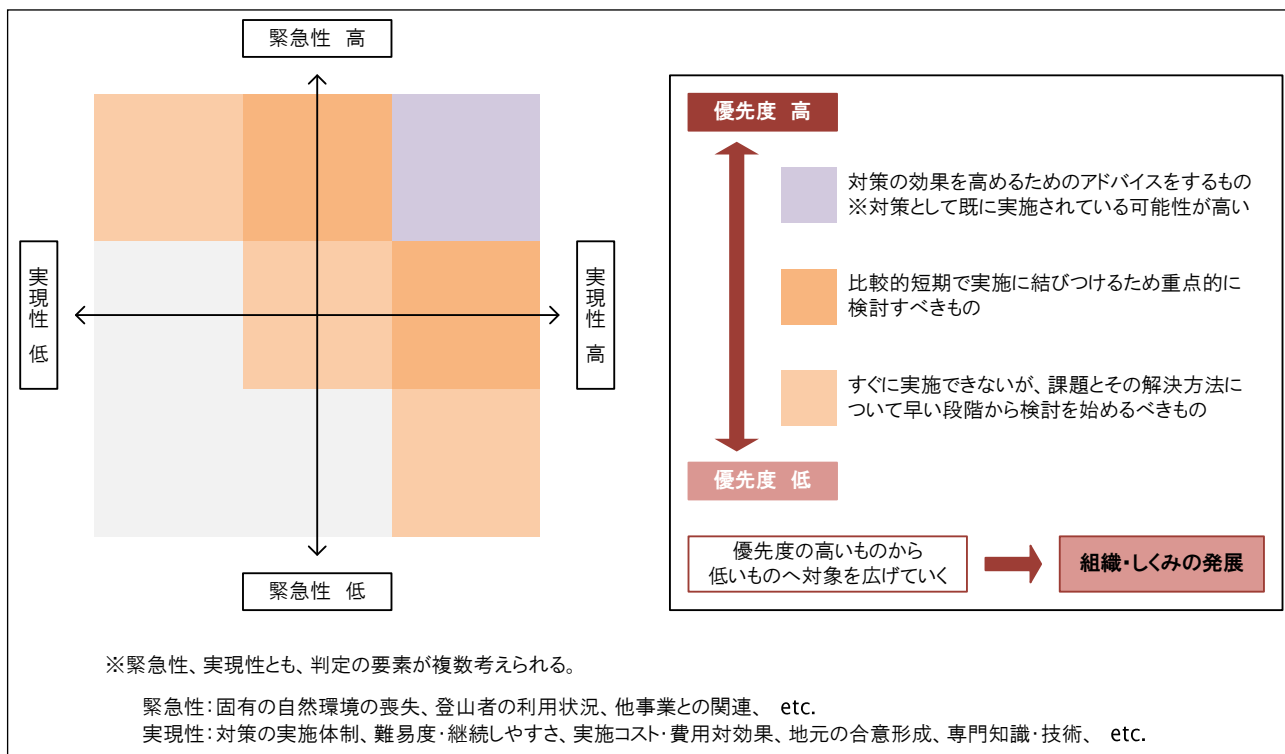 緊急性 高
実現性 低
実現性 高
緊急性 低
優先度 高
対策の効果を高めるためのアドバイスをするもの
※対策として既に実施されている可能性が高い
比較的短期で実施に結びつけるため重点的に
検討すべきもの
すぐに実施できないが、課題とその解決方法に
ついて早い段階から検討を始めるべきもの
優先度 低
優先度の高いものから
低いものへ対象を広げていく
組織・しくみの発展
※緊急性、実現性とも、判定の要素が複数考えられる。
緊急性：固有の自然環境の喪失、登山者の利用状況、他事業との関連、 etc.
実現性：対策の実施体制、難易度・継続しやすさ、実施コスト・費用対効果、地元の合意形成、専門知識・技術、 etc.